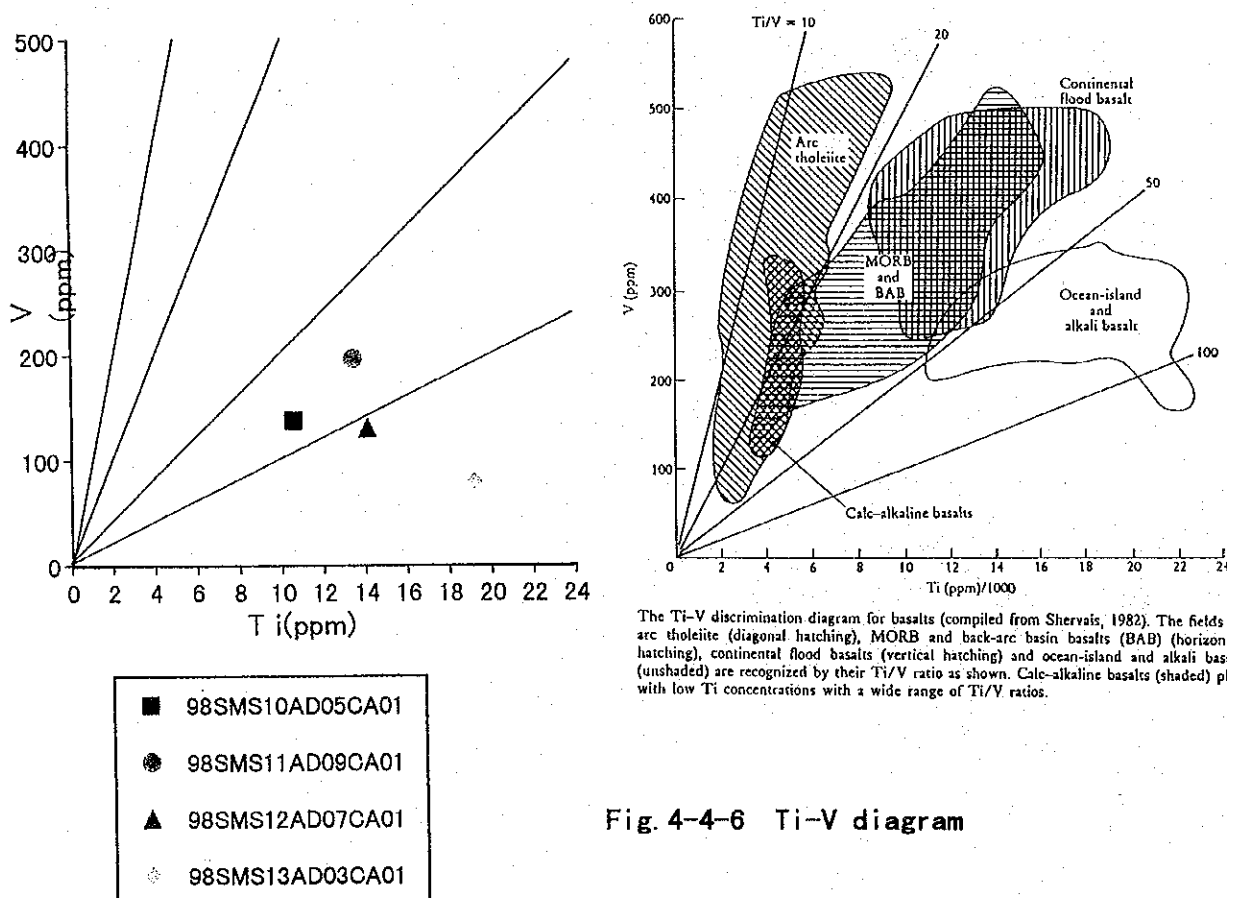 500
400
300
200
100
0
V (ppm)
0 2 4 6 8 10 12 14 16 18 20 22 24
T i(ppm)
98SMS10AD05CA01
98SMS11AD09CA01
98SMS12AD07CA01
98SMS13AD03CA01
600
500
400
300
200
100
V (ppm)
Ti/V = 10
20
50
100
Continental
flood basalt
Arc
tholeiite
MORB
and
BAB
Ocean-island
and
alkali basalt
Calc-alkaline basalts
0 2 4 6 8 10 12 14 16 18 20 22 2
Ti (ppm)/1000
The Ti-V discrimination diagram for basalts (compiled from Shervais, 1982). The fields
arc tholeiite (diagonal hatching), MORB and back-arc basin basalts (BAB) (horizon
hatching), continental flood basalts (vertical hatching) and ocean-island and alkali bas
(unshaded) are recognized by their Ti/V ratio as shown. Calc-alkaline basalts (shaded) pl
with low Ti concentrations with a wide range of Ti/V ratios.
Fig. 4-4-6 Ti-V diagram